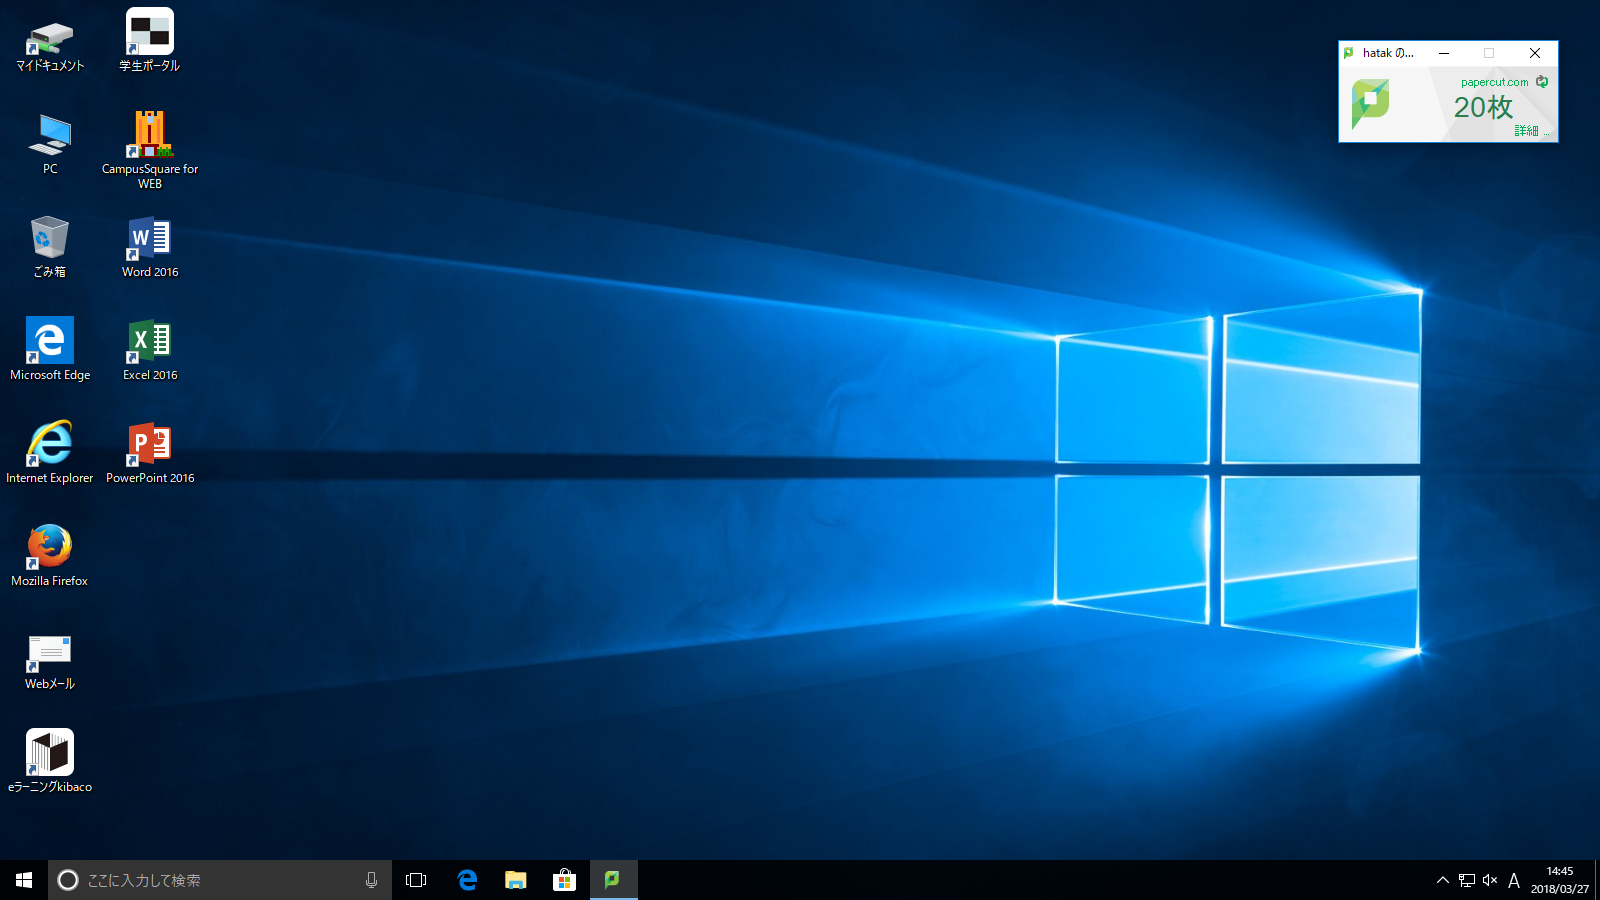 マイドキュメント
学生ポータル
PC
CampusSquare for
WEB
ごみ箱
Word 2016
Microsoft Edge
Excel 2016
Internet Explorer
PowerPoint 2016
Mozilla Firefox
Webメール
eラーニングkibaco
hatak の...
papercut.com
20枚
詳細 ...
ここに入力して検索
A
14:45
2018/03/27